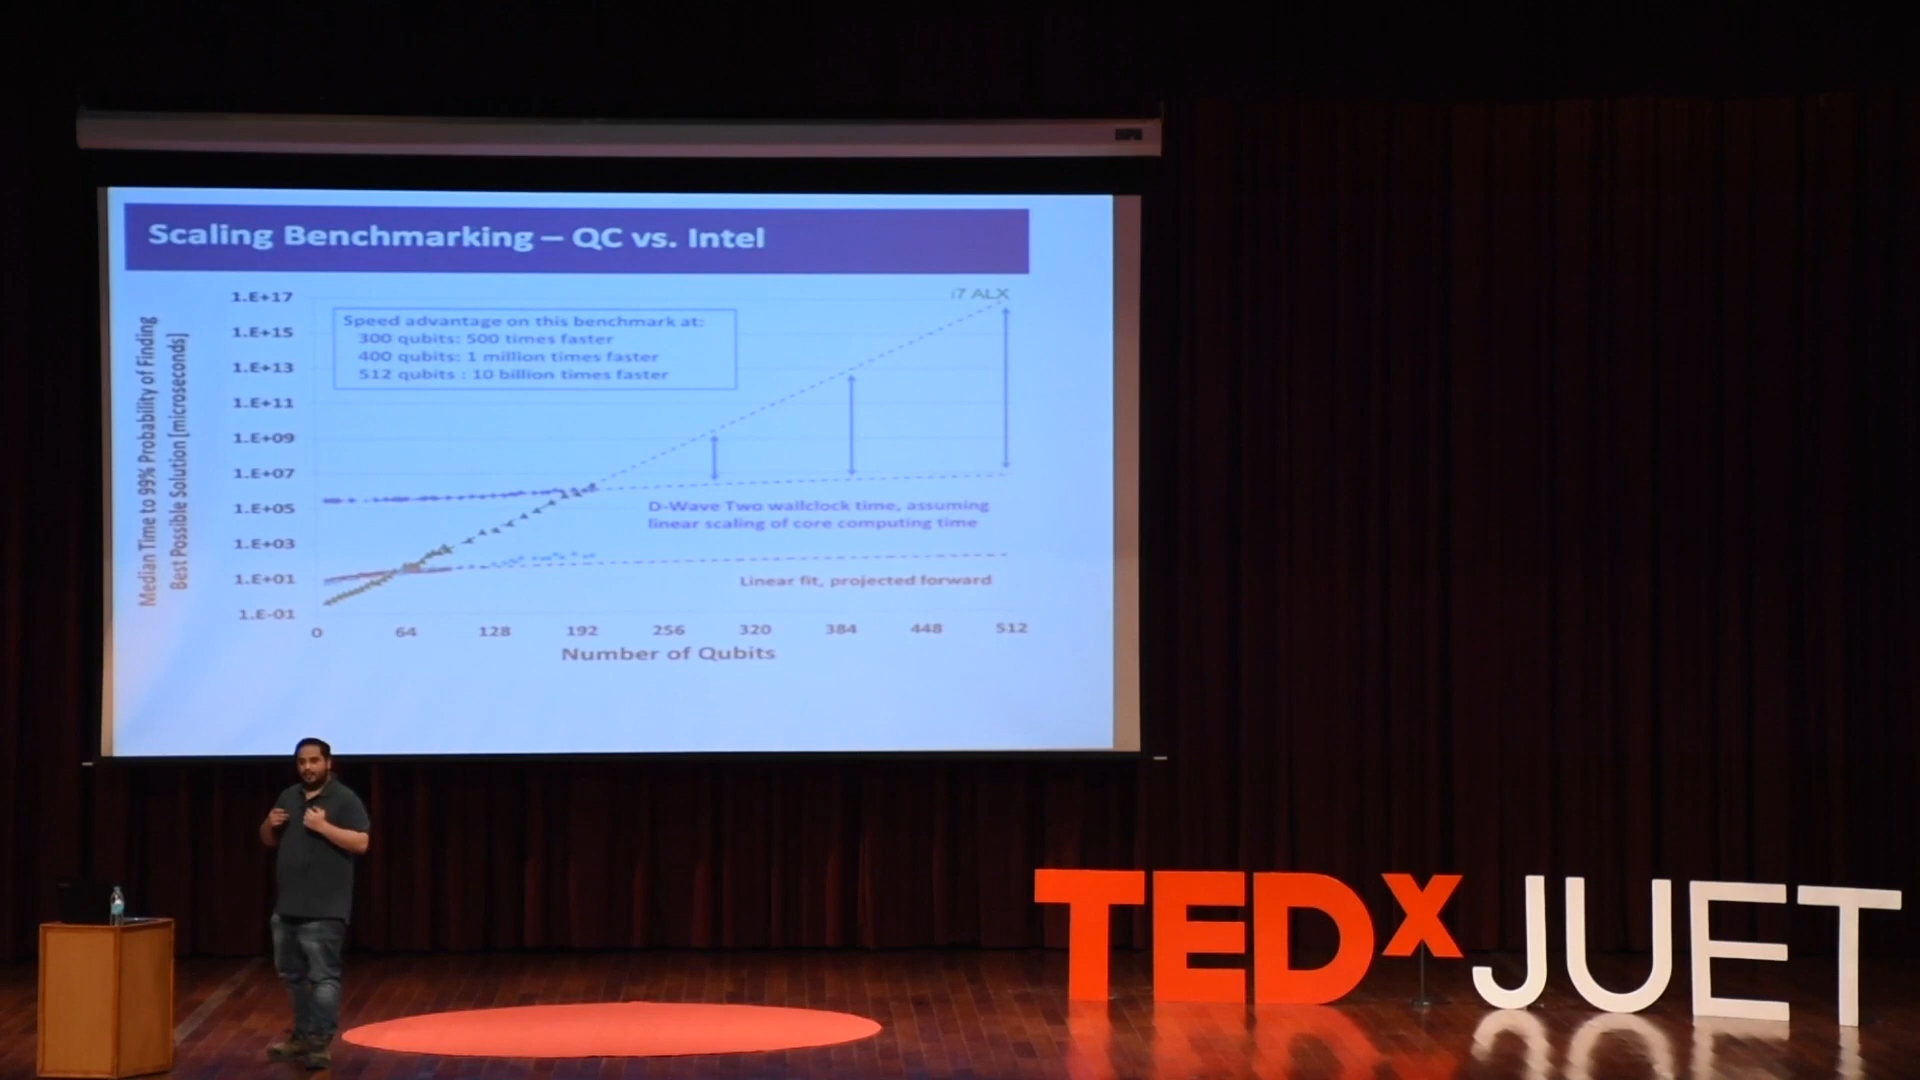 Scaling Benchmarking – QC vs. Intel
Median Time to 99% Probability of Finding
Best Possible Solution [microseconds]
1.E+17
1.E+15
1.E+13
1.E+11
1.E+09
1.E+07
1.E+05
1.E+03
1.E+01
1.E-01
Speed advantage on this benchmark at:
300 qubits: 500 times faster
400 qubits: 1 million times faster
512 qubits : 10 billion times faster
i7 ALX
D-Wave Two wallclock time, assuming
linear scaling of core computing time
Linear fit, projected forward
0 64 128 192 256 320 384 448 512
Number of Qubits
TEDx JUET